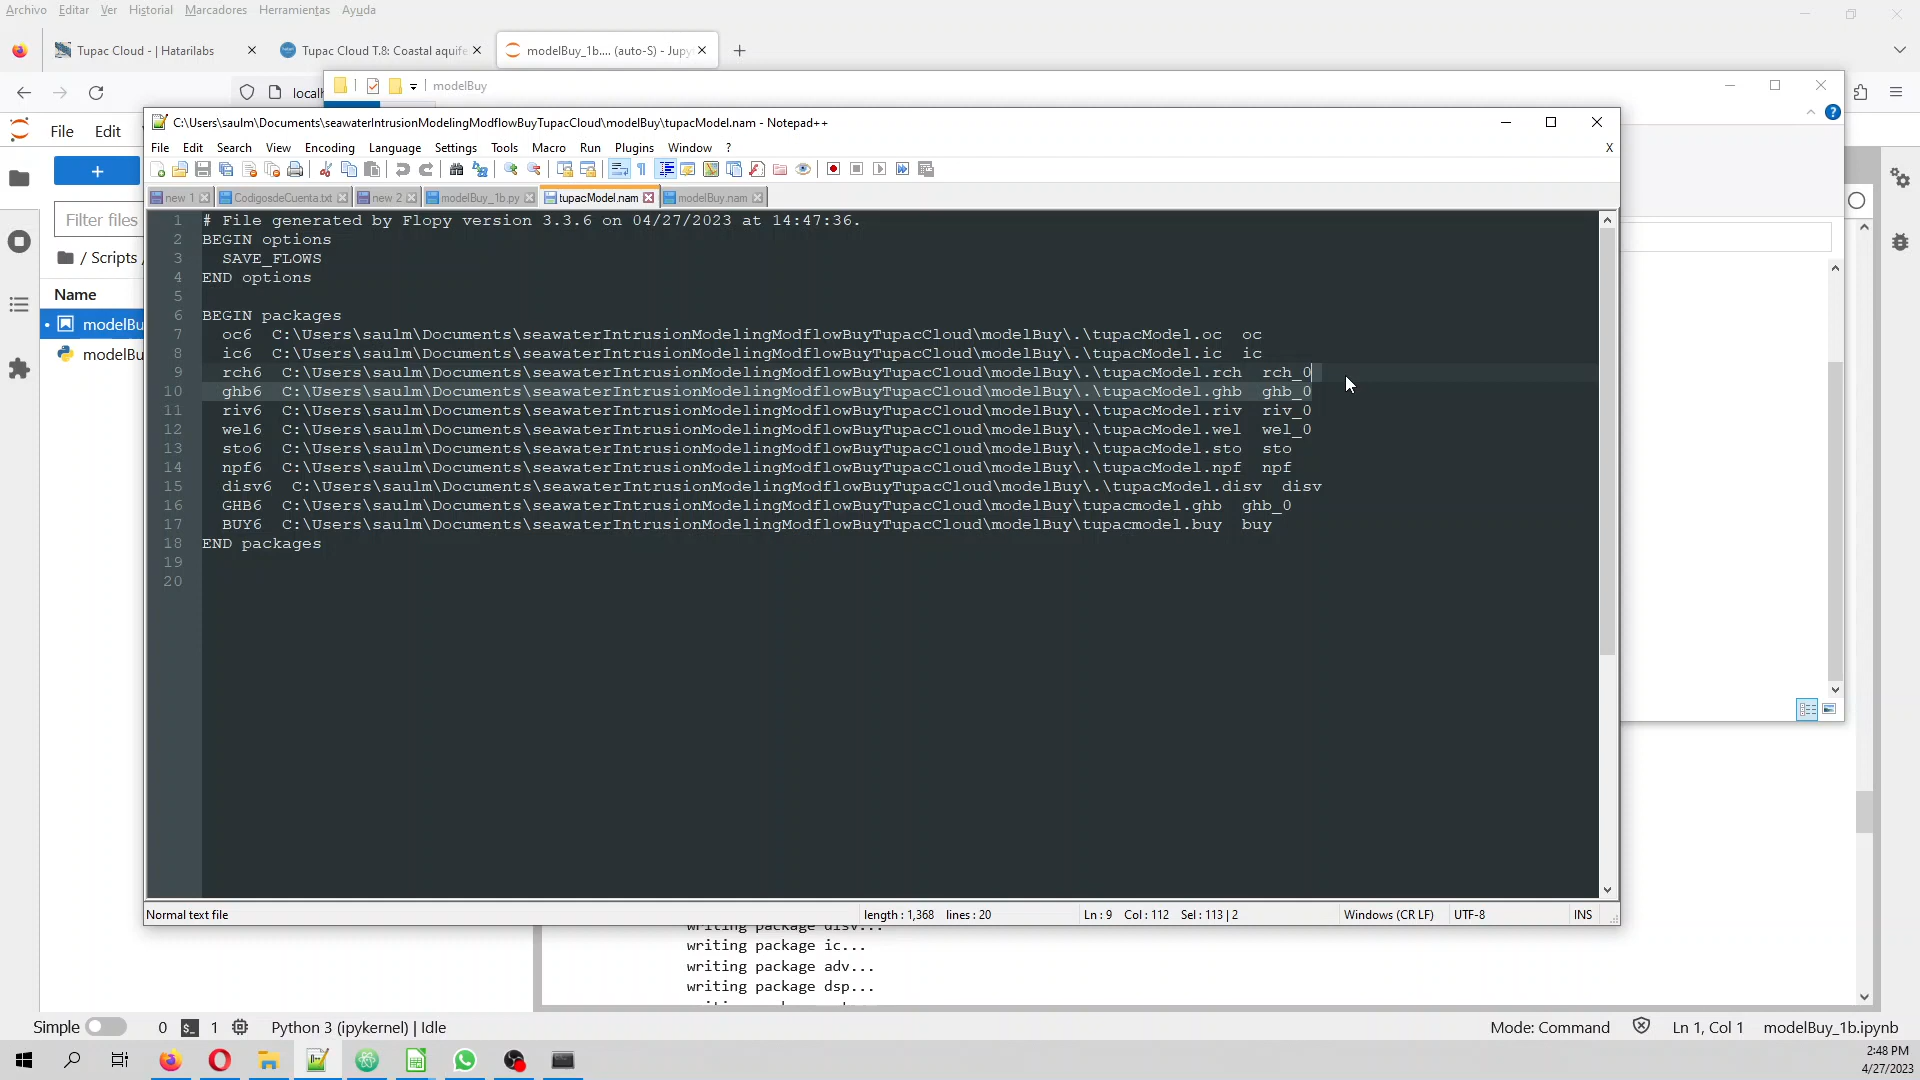 Archivo Editar Ver Historial Marcadores Herramientas Ayuda
Tupac Cloud - | Hatarilabs
Tupac Cloud T.8: Coastal aquife
modelBuy_1b.... (auto-S) - Jupy
localh
modelBuy
File Edit
C:\Users\saulm\Documents\seawaterIntrusionModelingModflowBuyTupacCloud\modelBuy\tupacModel.nam - Notepad++
File Edit Search View Encoding Language Settings Tools Macro Run Plugins Window ? X
new 1
CodigosdeCuenta.txt
new 2
modelBuy_1b.py
tupacModel.nam
modelBuy.nam
Filter files
/ Scripts /
Name
modelBu
modelBu
1 # File generated by Flopy version 3.3.6 on 04/27/2023 at 14:47:36.
2 BEGIN options
3 SAVE_FLOWS
4 END options
5
6 BEGIN packages
7 oc6 C:\Users\saulm\Documents\seawaterIntrusionModelingModflowBuyTupacCloud\modelBuy\.\tupacModel.oc oc
8 ic6 C:\Users\saulm\Documents\seawaterIntrusionModelingModflowBuyTupacCloud\modelBuy\.\tupacModel.ic ic
9 rch6 C:\Users\saulm\Documents\seawaterIntrusionModelingModflowBuyTupacCloud\modelBuy\.\tupacModel.rch rch_0
10 ghb6 C:\Users\saulm\Documents\seawaterIntrusionModelingModflowBuyTupacCloud\modelBuy\.\tupacModel.ghb ghb_0
11 riv6 C:\Users\saulm\Documents\seawaterIntrusionModelingModflowBuyTupacCloud\modelBuy\.\tupacModel.riv riv_0
12 wel6 C:\Users\saulm\Documents\seawaterIntrusionModelingModflowBuyTupacCloud\modelBuy\.\tupacModel.wel wel_0
13 sto6 C:\Users\saulm\Documents\seawaterIntrusionModelingModflowBuyTupacCloud\modelBuy\.\tupacModel.sto sto
14 npf6 C:\Users\saulm\Documents\seawaterIntrusionModelingModflowBuyTupacCloud\modelBuy\.\tupacModel.npf npf
15 disv6 C:\Users\saulm\Documents\seawaterIntrusionModelingModflowBuyTupacCloud\modelBuy\.\tupacModel.disv disv
16 GHB6 C:\Users\saulm\Documents\seawaterIntrusionModelingModflowBuyTupacCloud\modelBuy\tupacmodel.ghb ghb_0
17 BUY6 C:\Users\saulm\Documents\seawaterIntrusionModelingModflowBuyTupacCloud\modelBuy\tupacmodel.buy buy
18 END packages
19
20
Normal text file length : 1,368 lines : 20 Ln : 9 Col : 112 Sel : 113 | 2 Windows (CR LF) UTF-8 INS
writing package disv...
writing package ic...
writing package adv...
writing package dsp...
Simple 0 1 Python 3 (ipykernel) | Idle Mode: Command Ln 1, Col 1 modelBuy_1b.ipynb
2:48 PM
4/27/2023